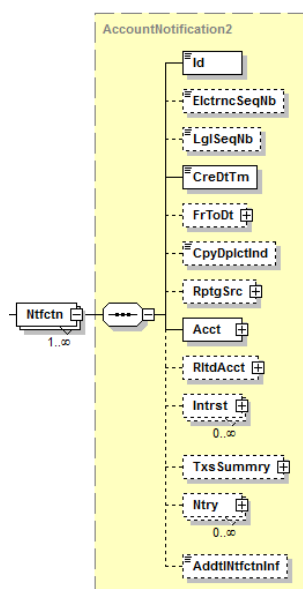 AccountNotification2
Id
ElctrncSeqNb
LglSeqNb
CreDtTm
FrToDt
CpyDplctInd
RptgSrc
Ntfctn
1..∞
Acct
RltdAcct
Intrst
0..∞
TxsSummry
Ntry
0..∞
AddtlNtfctnInf